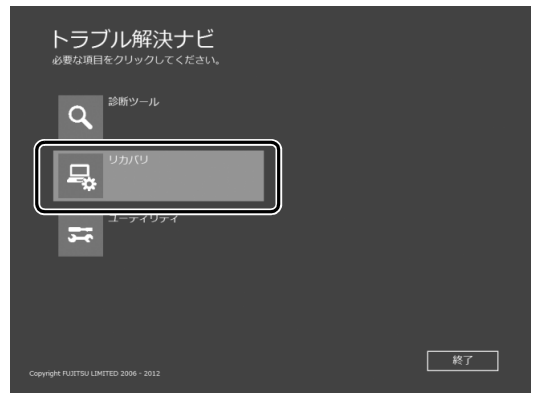 トラブル解決ナビ
必要な項目をクリックしてください。
診断ツール
リカバリ
ユーティリティ
終了
Copyright FUJITSU LIMITED 2006 - 2012